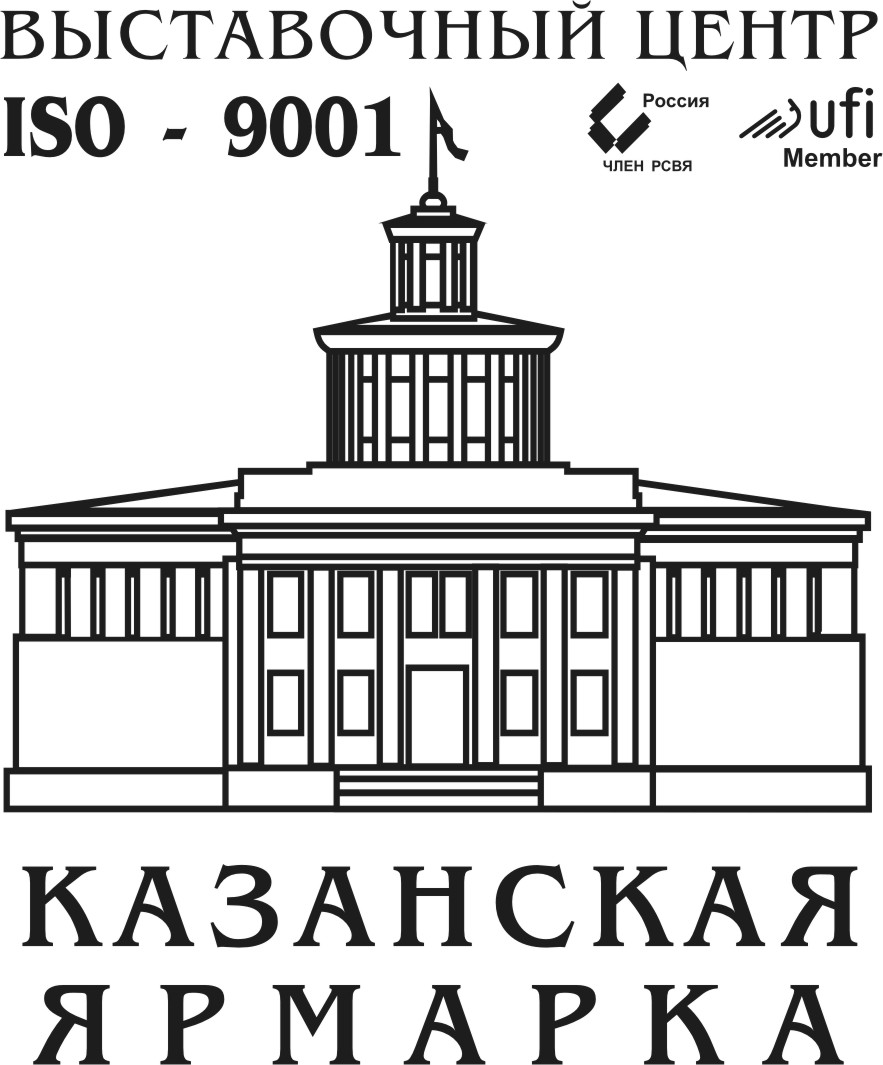 ВЫСТАВОЧНЫЙ ЦЕНТР
ISO - 9001
Россия
ЧЛЕН РСВЯ
ufi
Member
КАЗАНСКАЯ
ЯРМАРКА